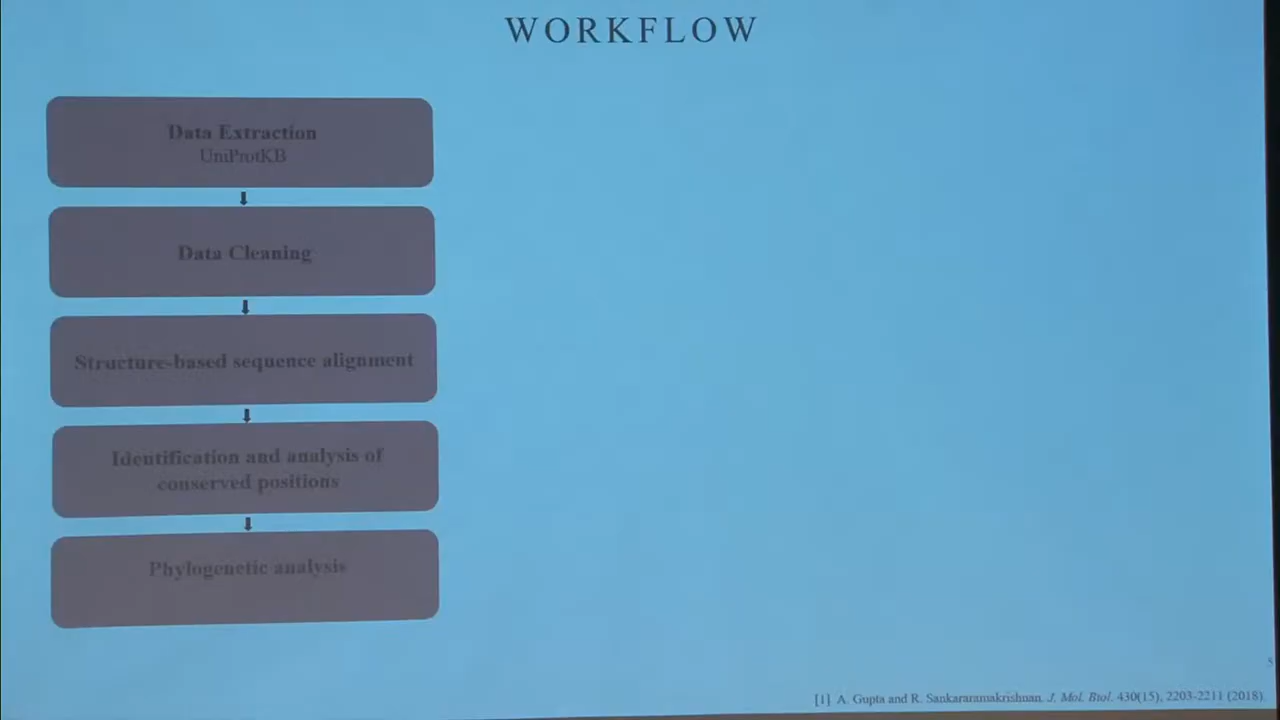 WORKFLOW
Data Extraction
UniProtKB
Data Cleaning
Structure-based sequence alignment
Identification and analysis of
conserved positions
Phylogenetic analysis
5
[1] A. Gupta and R. Sankararamakrishnan. J. Mol. Biol. 430(15), 2203-2211 (2018).